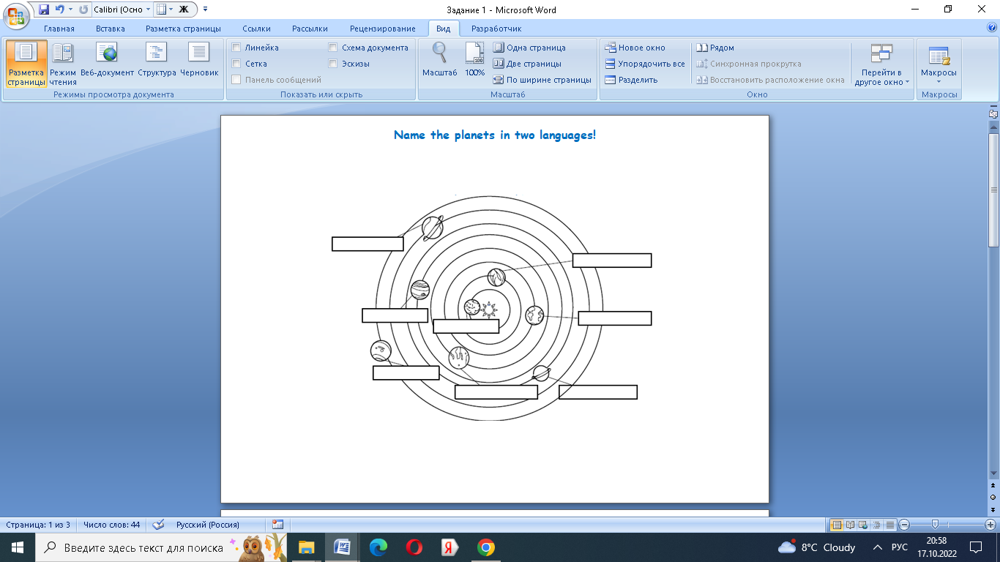 Calibri (Осно
Ж
Задание 1 - Microsoft Word
Главная
Вставка
Разметка страницы
Ссылки
Рассылки
Рецензирование
Вид
Разработчик
Разметка страницы
Режим чтения
Веб-документ
Структура
Черновик
Режимы просмотра документа
Линейка
Сетка
Панель сообщений
Схема документа
Эскизы
Показать или скрыть
Масштаб
100
100%
Одна страница
Две страницы
По ширине страницы
Масштаб
Новое окно
Упорядочить все
Разделить
Рядом
Синхронная прокрутка
Восстановить расположение окна
Перейти в другое окно
Окно
Макросы
Макросы
Name the planets in two languages!
Страница: 1 из 3
Число слов: 44
Русский (Россия)
100%
Введите здесь текст для поиска
Я
8°C Cloudy
РУС
20:58
17.10.2022